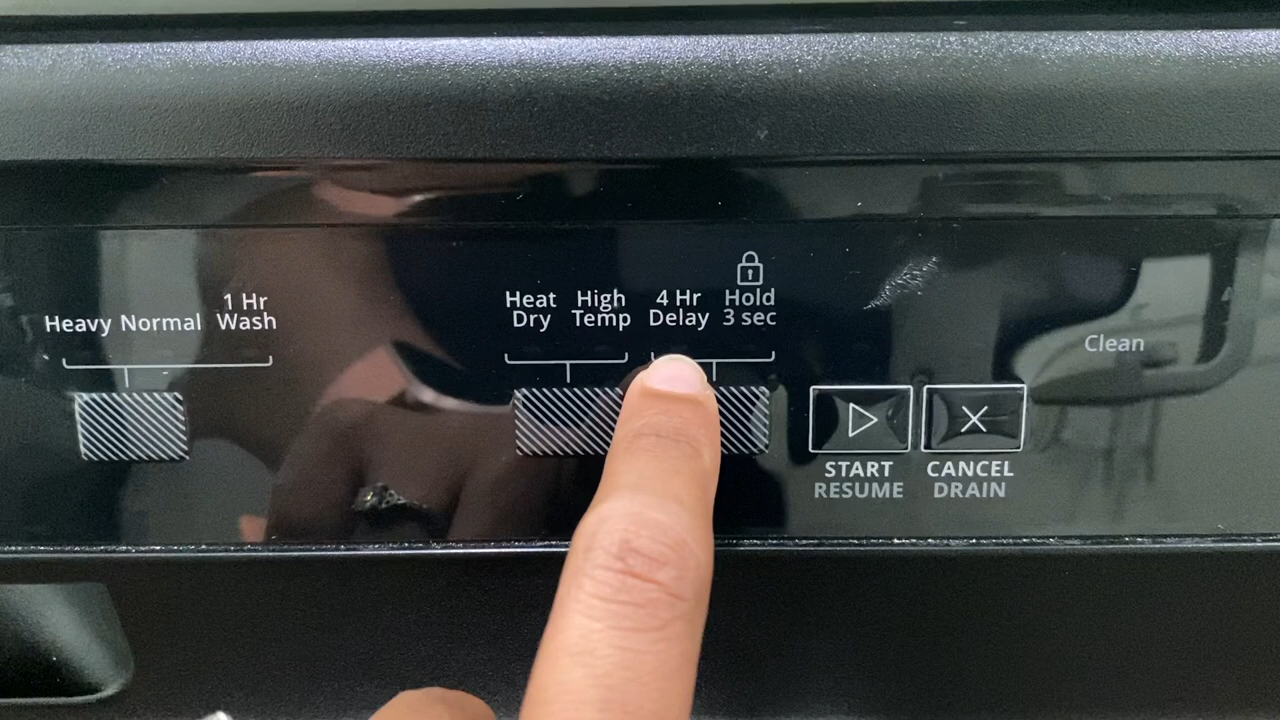 Heavy Normal 1 Hr
Wash
Heat
Dry
High
Temp
4 Hr
Delay
Hold
3 sec
START
RESUME
CANCEL
DRAIN
Clean